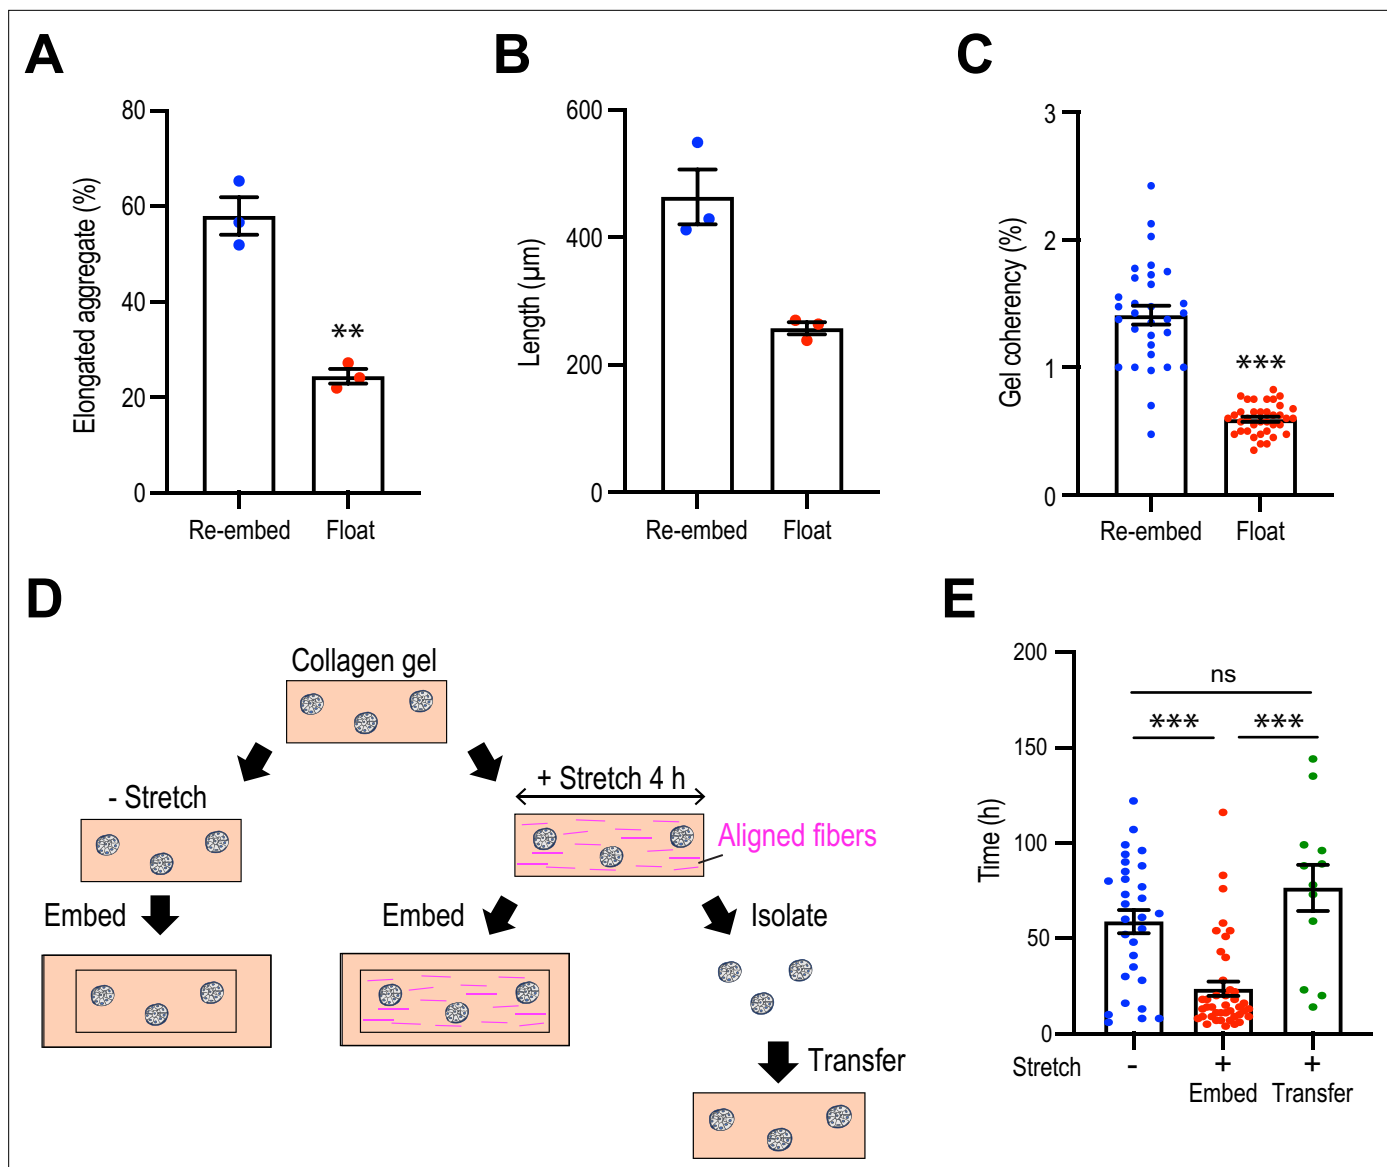 A
80
60
40
20
0
Elongated aggregate (%)
**
Re-embed Float
B
600
400
200
0
Length (µm)
Re-embed Float
C
3
2
1
0
Gel coherency (%)
***
Re-embed Float
D
Collagen gel
- Stretch
+ Stretch 4 h
Aligned fibers
Embed
Embed
Isolate
Transfer
E
200
150
100
50
0
Time (h)
ns
*** ***
Stretch - + +
Embed Transfer